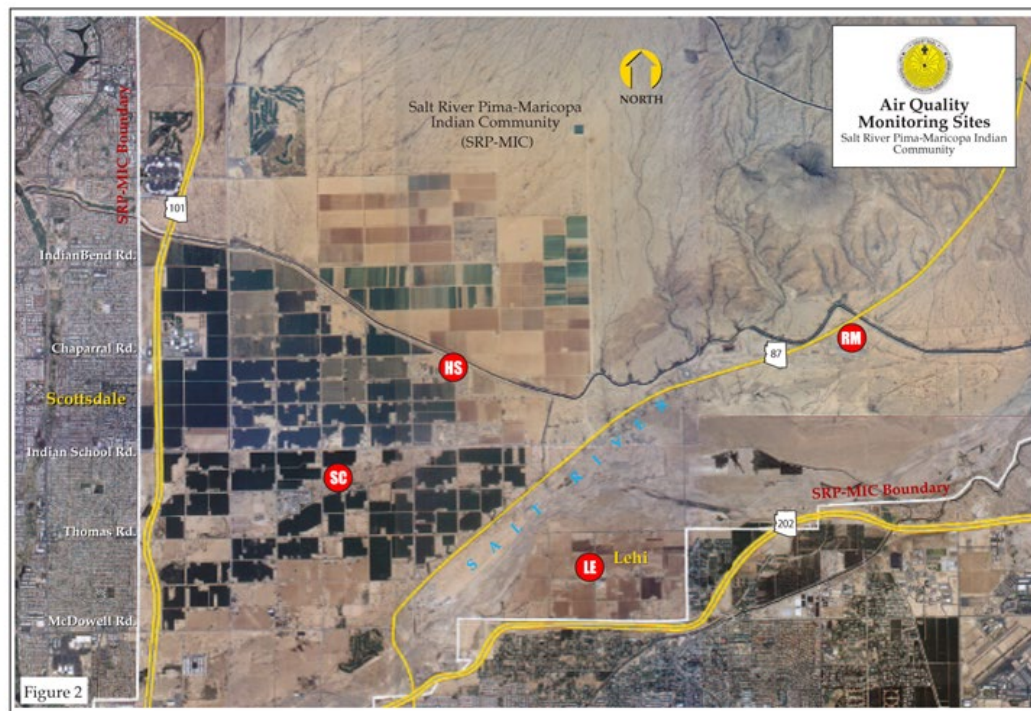 Salt River Pima-Maricopa
Indian Community
(SRP-MIC)
NORTH
Air Quality
Monitoring Sites
Salt River Pima-Maricopa Indian
Community
SRP-MIC Boundary
101
IndianBend Rd.
Chaparral Rd.
HS
87
RM
Scottsdale
Indian School Rd.
SC
SALT RIVER
SRP-MIC Boundary
202
Thomas Rd.
LE
Lehi
McDowell Rd.
Figure 2